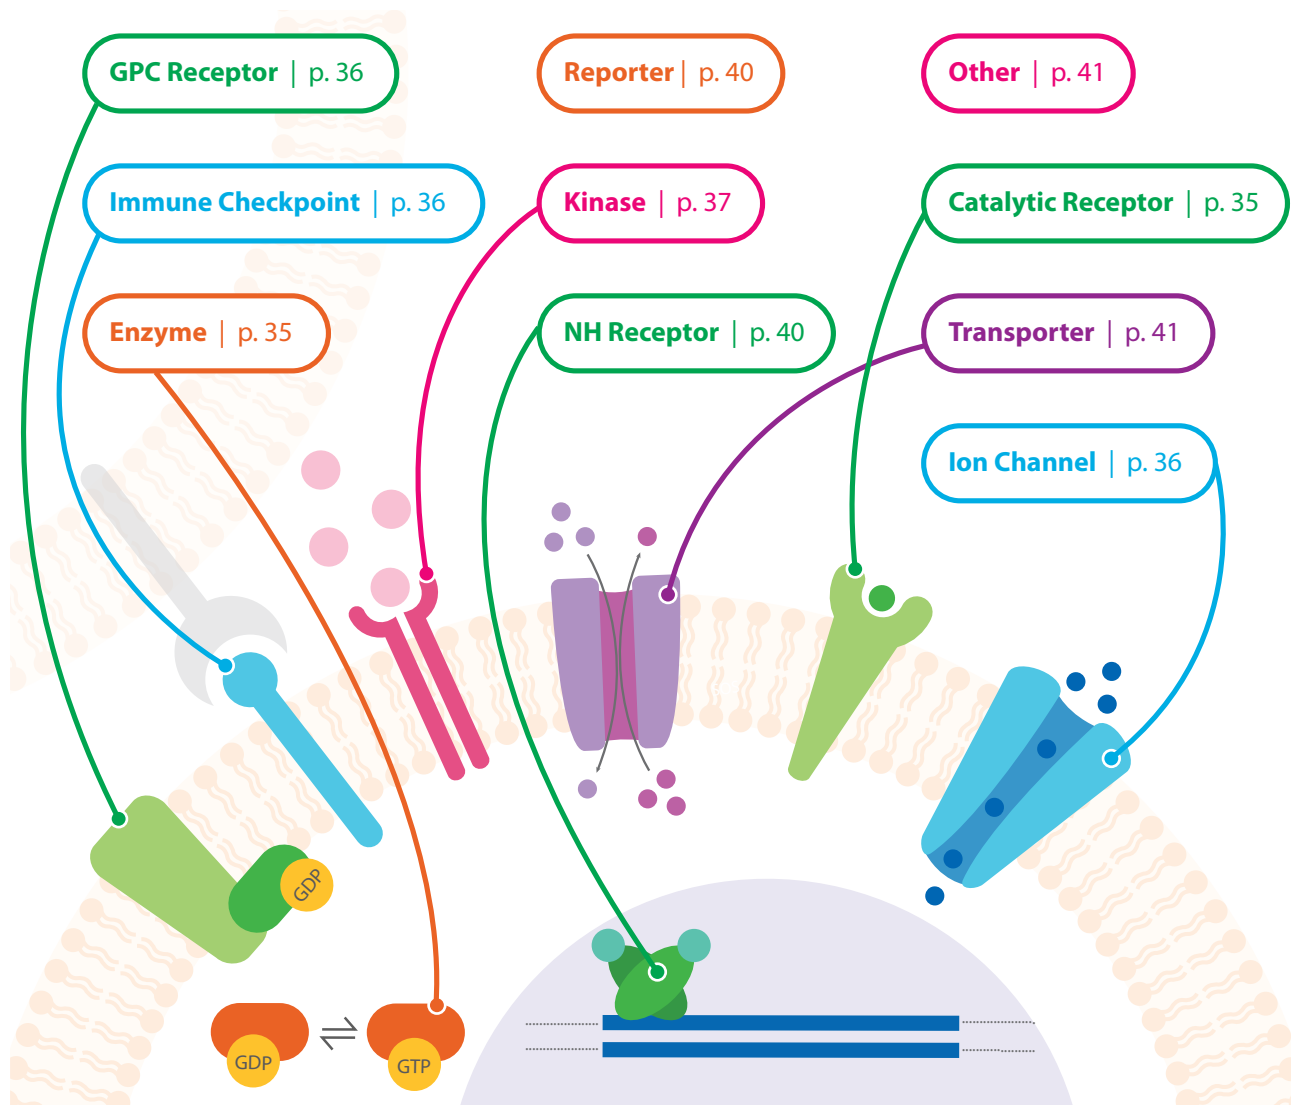 GPC Receptor | p. 36
Reporter | p. 40
Other | p. 41
Immune Checkpoint | p. 36
Kinase | p. 37
Catalytic Receptor | p. 35
Enzyme | p. 35
NH Receptor | p. 40
Transporter | p. 41
Ion Channel | p. 36
GDP
GDP
GTP